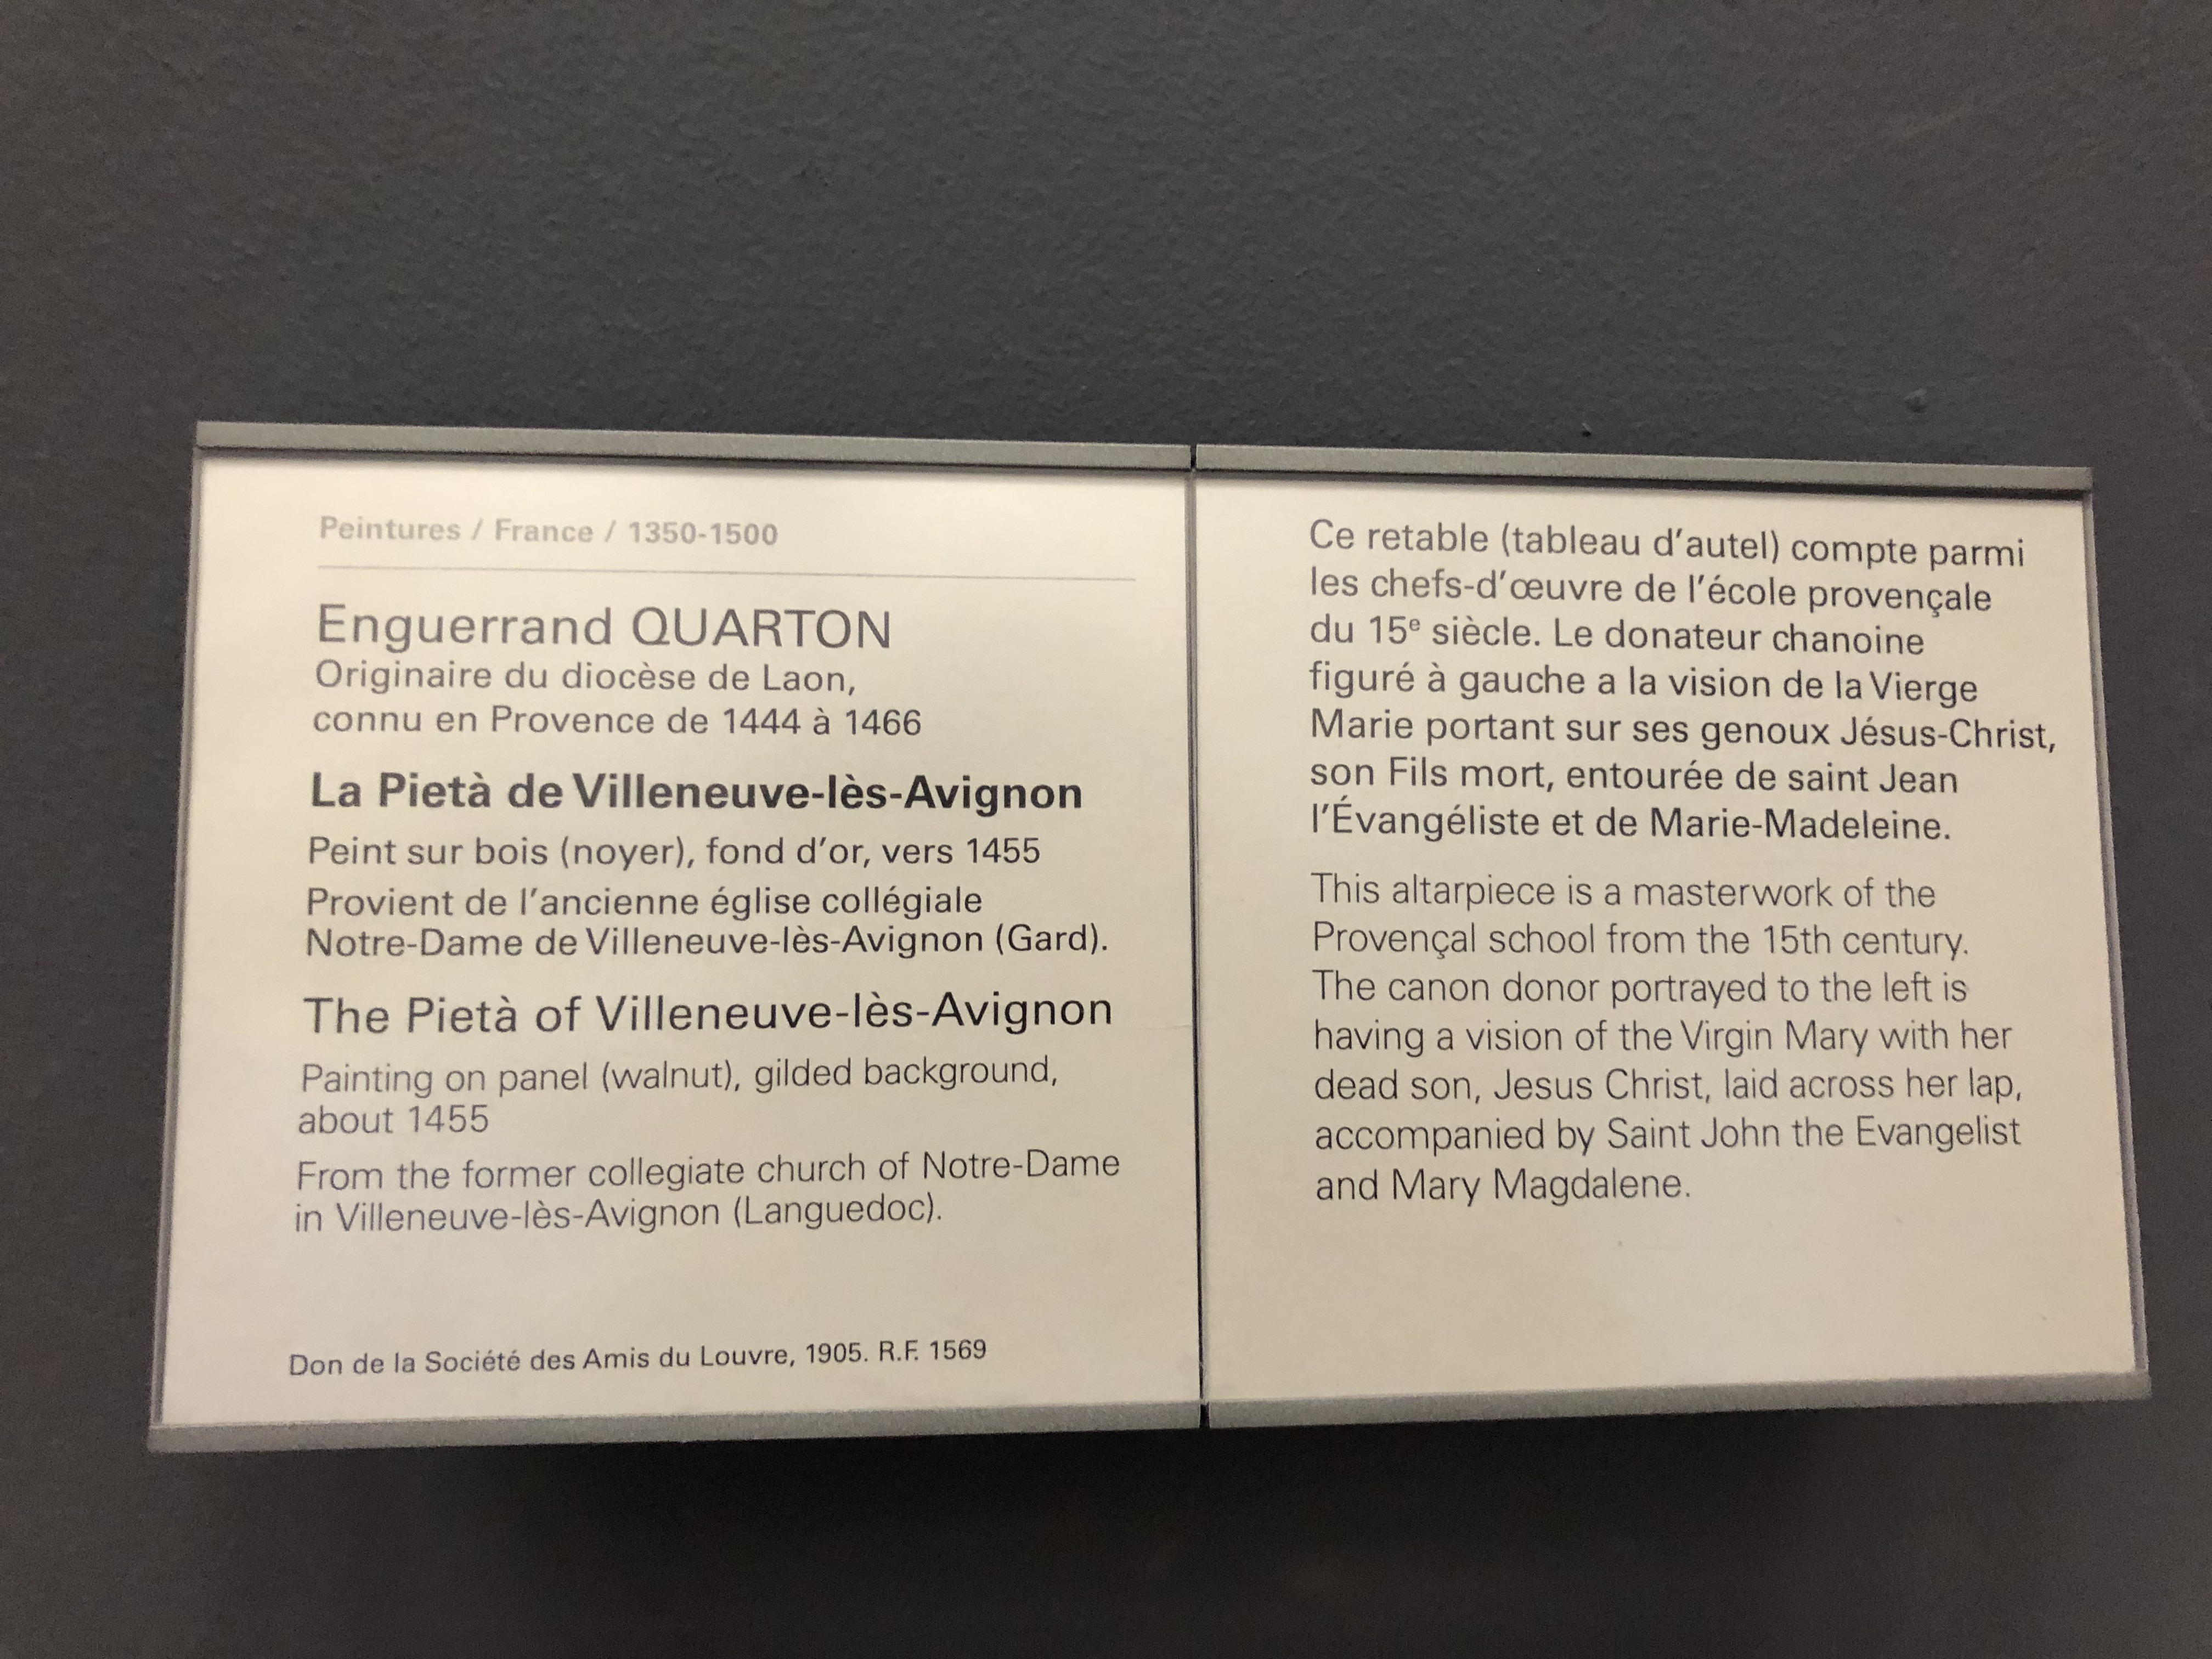 Peintures / France / 1350-1500
Enguerrand QUARTON
Originaire du diocèse de Laon,
connu en Provence de 1444 à 1466
La Pietà de Villeneuve-lès-Avignon
Peint sur bois (noyer), fond d'or, vers 1455
Provient de l'ancienne église collégiale
Notre-Dame de Villeneuve-lès-Avignon (Gard).
The Pietà of Villeneuve-lès-Avignon
Painting on panel (walnut), gilded background,
about 1455
From the former collegiate church of Notre-Dame
in Villeneuve-lès-Avignon (Languedoc).
Don de la Société des Amis du Louvre, 1905. R.F. 1569
Ce retable (tableau d'autel) compte parmi
les chefs-d'œuvre de l'école provençale
du 15e siècle. Le donateur chanoine
figuré à gauche a la vision de la Vierge
Marie portant sur ses genoux Jésus-Christ,
son Fils mort, entourée de saint Jean
l'Évangéliste et de Marie-Madeleine.
This altarpiece is a masterwork of the
Provençal school from the 15th century.
The canon donor portrayed to the left is
having a vision of the Virgin Mary with her
dead son, Jesus Christ, laid across her lap,
accompanied by Saint John the Evangelist
and Mary Magdalene.